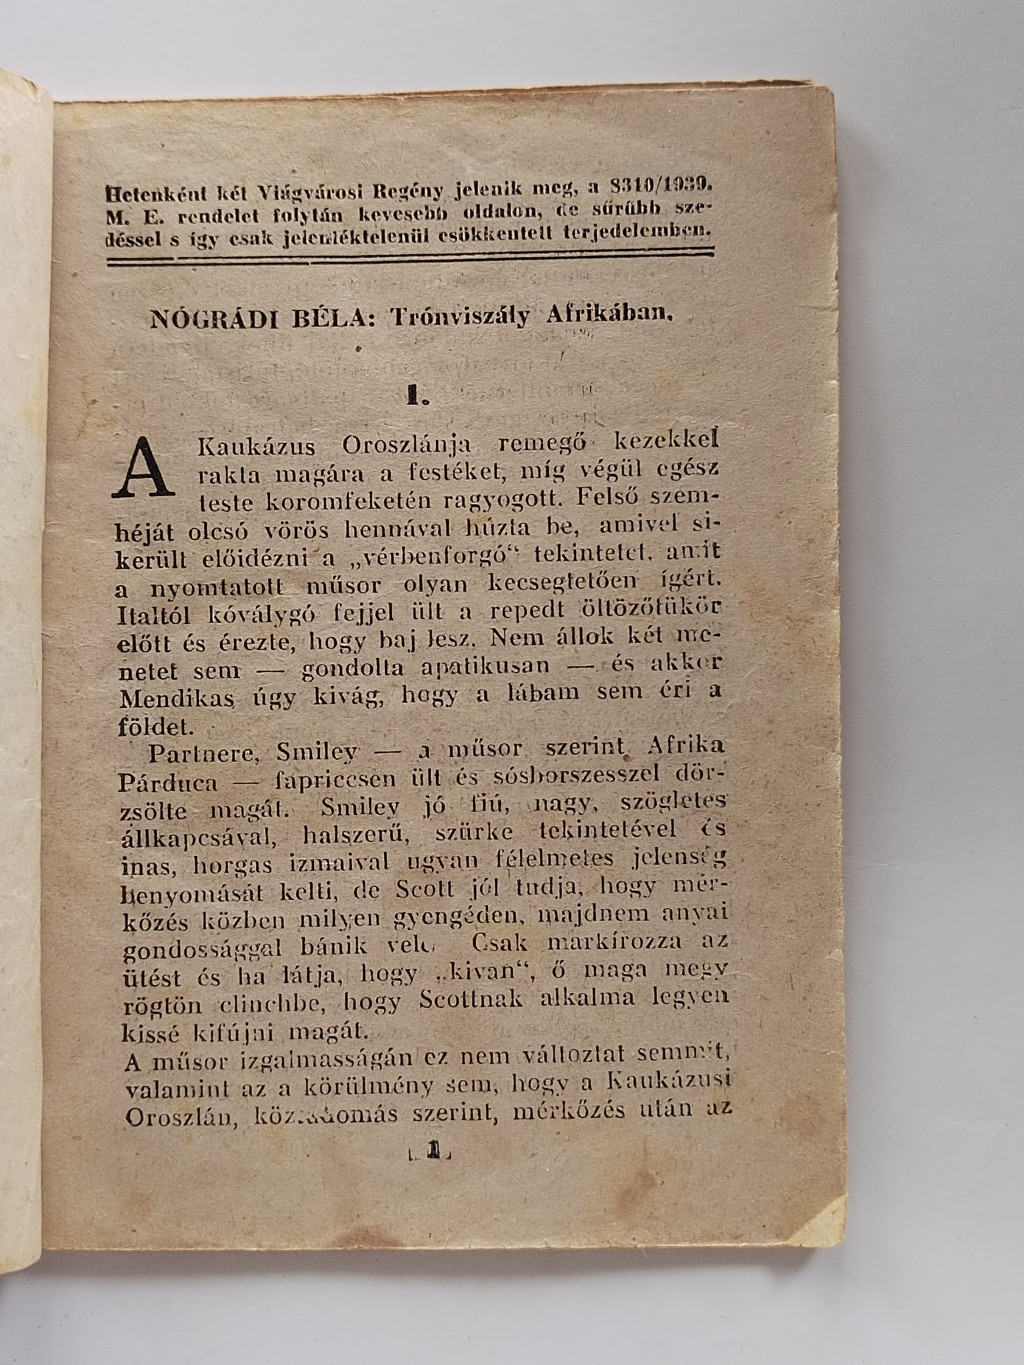 Hetenként két Világvárosi Regény jelenik meg, a 8310/1939.
M. E. rendelet folytán kevesebb oldalon, de sűrűbb sze-
déssel s így csak jelentéktelenül csökkentett terjedelemben.
NÓGRÁDI BÉLA: Trónviszály Afrikában.
1.
A Kaukázus Oroszlánja remegő kezekkel
rakta magára a festéket, míg végül egész
teste koromfeketén ragyogott. Felső szem-
héját olcsó vörös hennával húzta be, amivel si-
került előidézni a „vérbenforgó“ tekintetet, amit
a nyomtatott műsor olyan kecsegtetően ígért.
Italtól kóválygó fejjel ült a repedt öltözőtükör
előtt és érezte, hogy baj lesz. Nem állok két me-
netet sem — gondolta apatikusan — és akkor
Mendikas úgy kivág, hogy a lábam sem éri a
földet.
Partnere, Smiley — a műsor szerint Afrika
Párduca — fapriccsen ült és sósborszesszel dör-
zsölte magát. Smiley jó fiú, nagy, szögletes
állkapcsával, halszerű, szürke tekintetével és
inas, horgas izmaival ugyan félelmetes jelenség
benyomását kelti, de Scott jól tudja, hogy mér-
kőzés közben milyen gyengéden, majdnem anyai
gondossággal bánik vele. Csak markírozza az
ütést és ha látja, hogy „kivan“, ő maga megy
rögtön clinchbe, hogy Scottnak alkalma legyen
kissé kifújni magát.
A műsor izgalmasságán ez nem változtat semmit,
valamint az a körülmény sem, hogy a Kaukázusi
Oroszlán, köztudomás szerint, mérkőzés után az
1